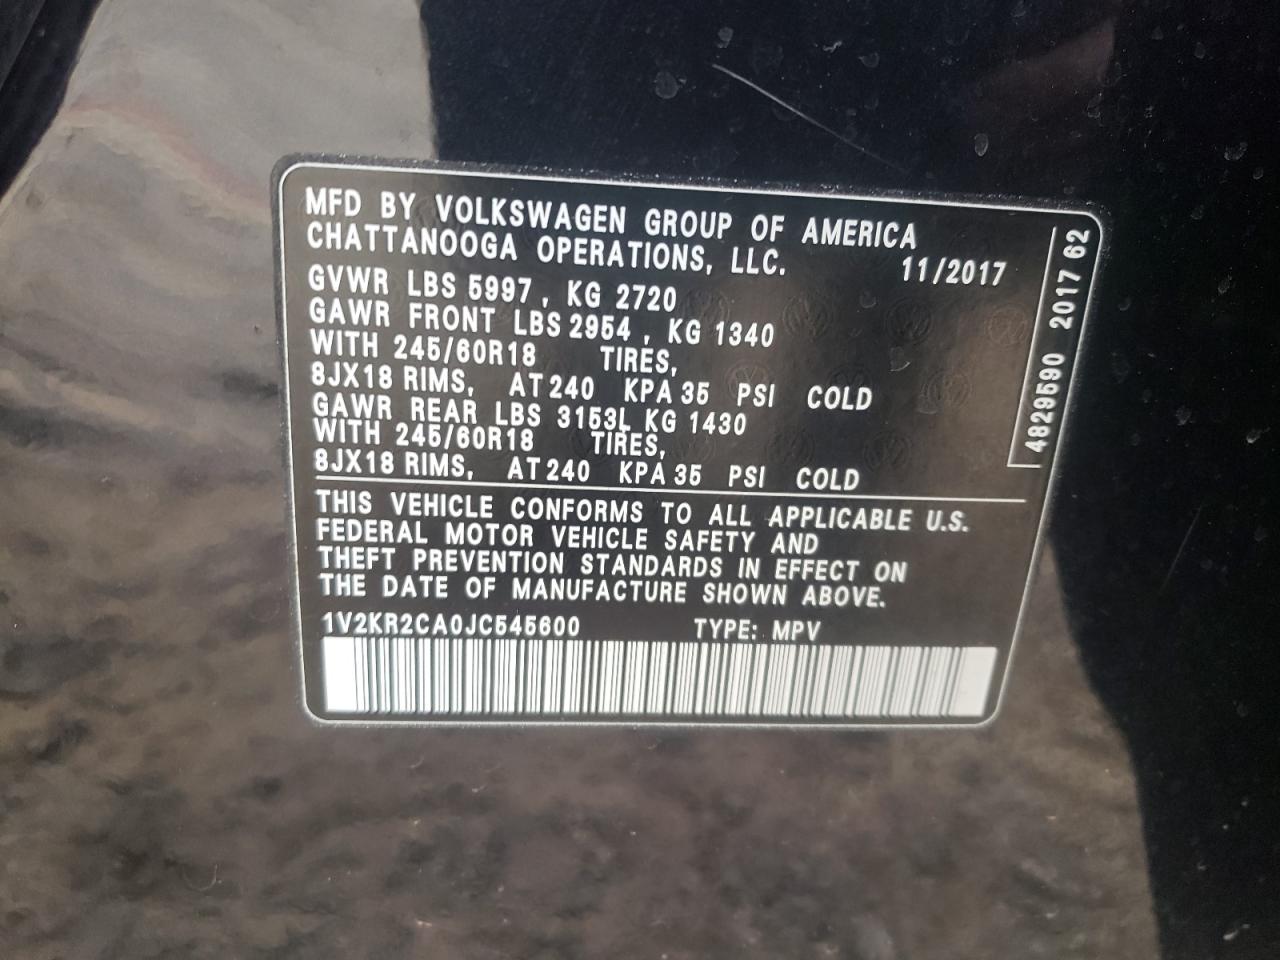 MFD BY VOLKSWAGEN GROUP OF AMERICA
CHATTANOOGA OPERATIONS, LLC. 11/2017
GVWR LBS 5997, KG 2720
GAWR FRONT LBS 2954, KG 1340
WITH 245/60R18 TIRES,
8JX18 RIMS, AT 240 KPA 35 PSI COLD
GAWR REAR LBS 3153L KG 1430
WITH 245/60R18 TIRES,
8JX18 RIMS, AT 240 KPA 35 PSI COLD
4829590 2017 62
THIS VEHICLE CONFORMS TO ALL APPLICABLE U.S.
FEDERAL MOTOR VEHICLE SAFETY AND
THEFT PREVENTION STANDARDS IN EFFECT ON
THE DATE OF MANUFACTURE SHOWN ABOVE.
1V2KR2CA0JC545600 TYPE: MPV